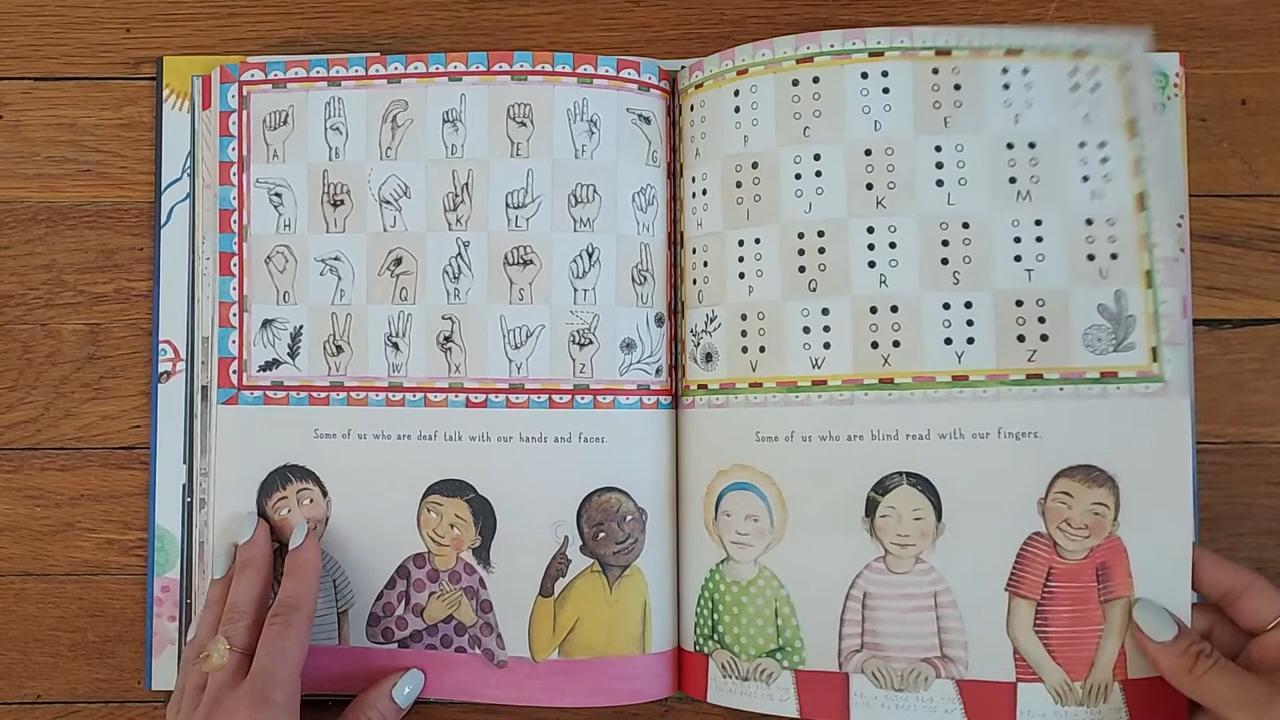 A B C D E F G
H I J K L M N
O P Q R S T U
V W X Y Z
Some of us who are deaf talk with our hands and faces.
A B C D E F
H I J K L M N
O P Q R S T U
V W X Y Z
Some of us who are blind read with our fingers.